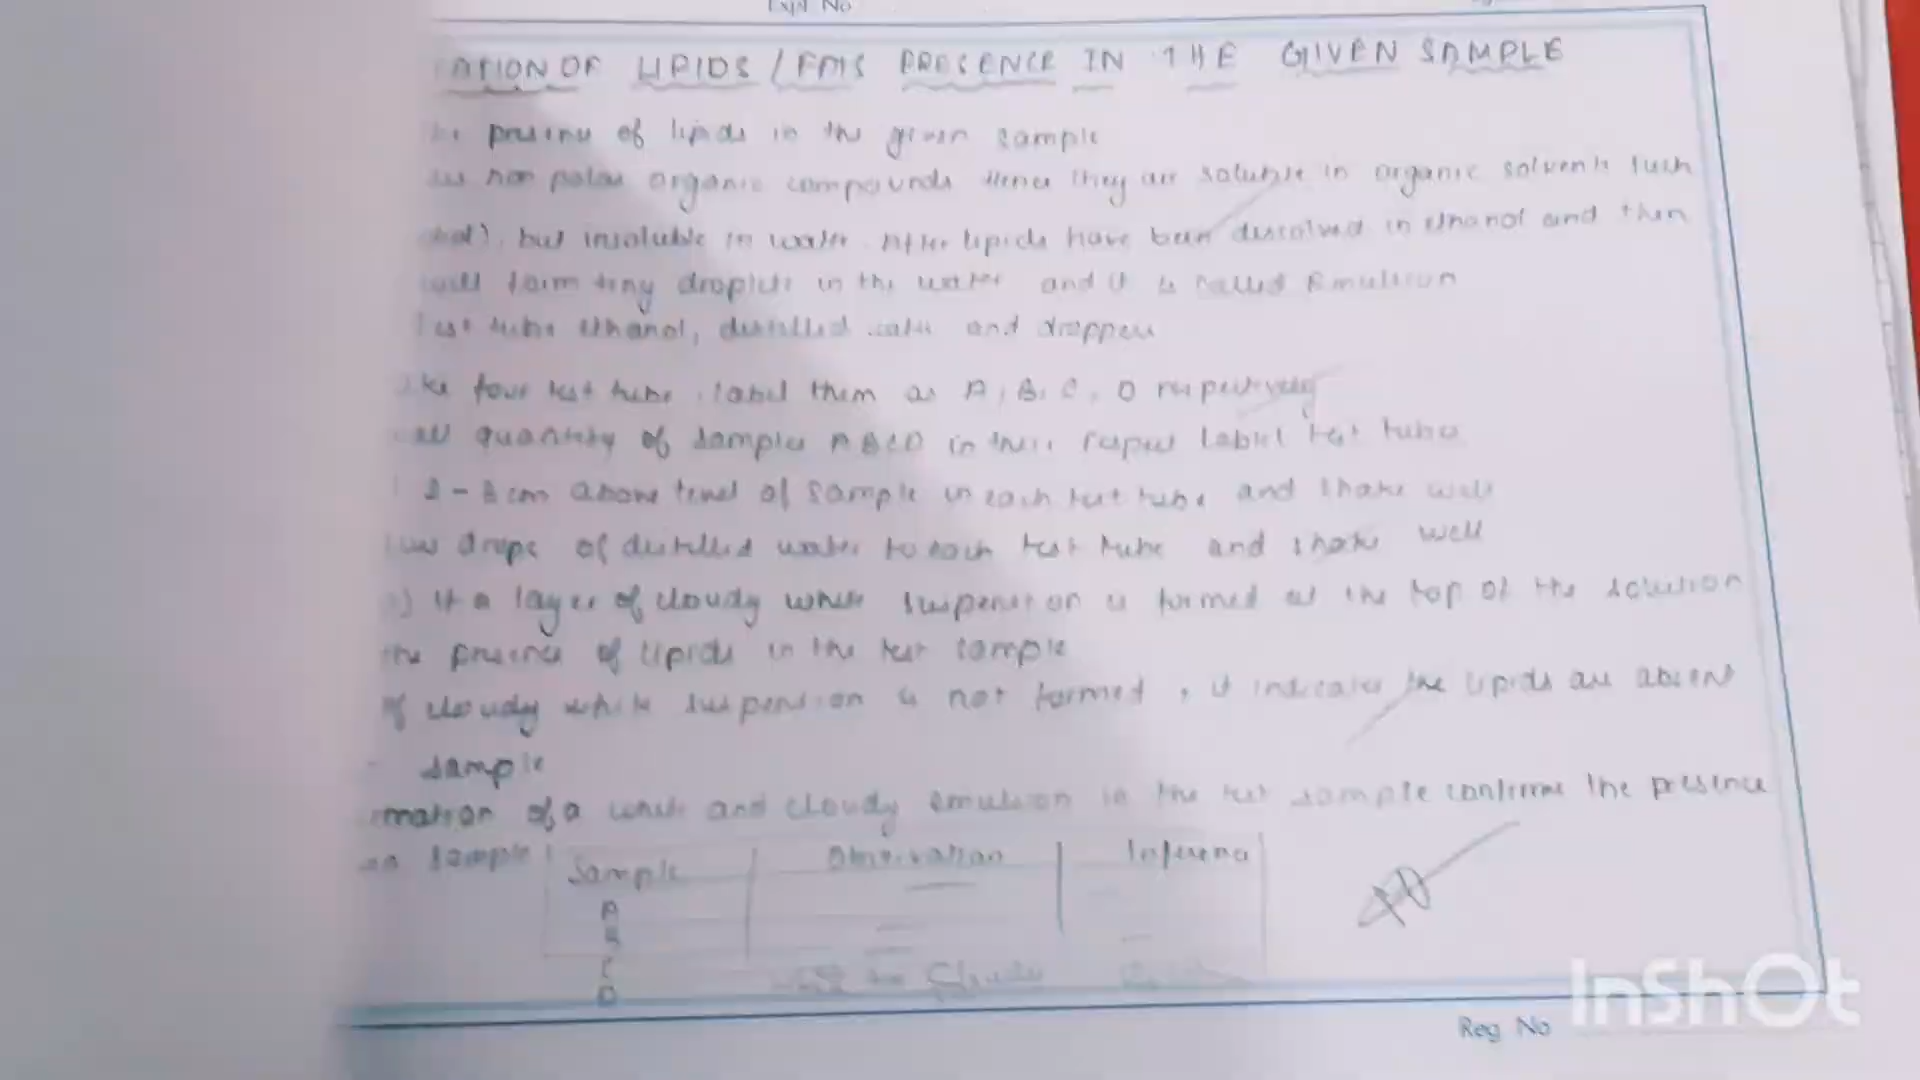 Expt No
ATION OF LIPIDS / FATS PRESENCE IN THE GIVEN SAMPLE
presence of lipids in the given sample
non polar organic compounds Hence they are soluble in organic solvents such
but insoluble in water. After lipids have been dissolved in ethanol and then
will form tiny droplets in the water and it is called Emulsion
test tube ethanol, distilled water and droppers
four test tube, label them as A, B, C, D respectively
quantity of samples ABCD in their respect Label test tubes
2 - 3 cm above level of sample in each test tube and shake well
drops of distilled water to each test tube and shake well
) If a layer of cloudy white suspension is formed at the top of the solution
the presence of lipids in the test sample
of cloudy white suspension is not formed, it indicates the lipids are absent
sample
mation of a white and cloudy emulsion in the test sample confirms the presence
sample
Sample Observation Inference
A
B
C
D
Reg No
InShOt